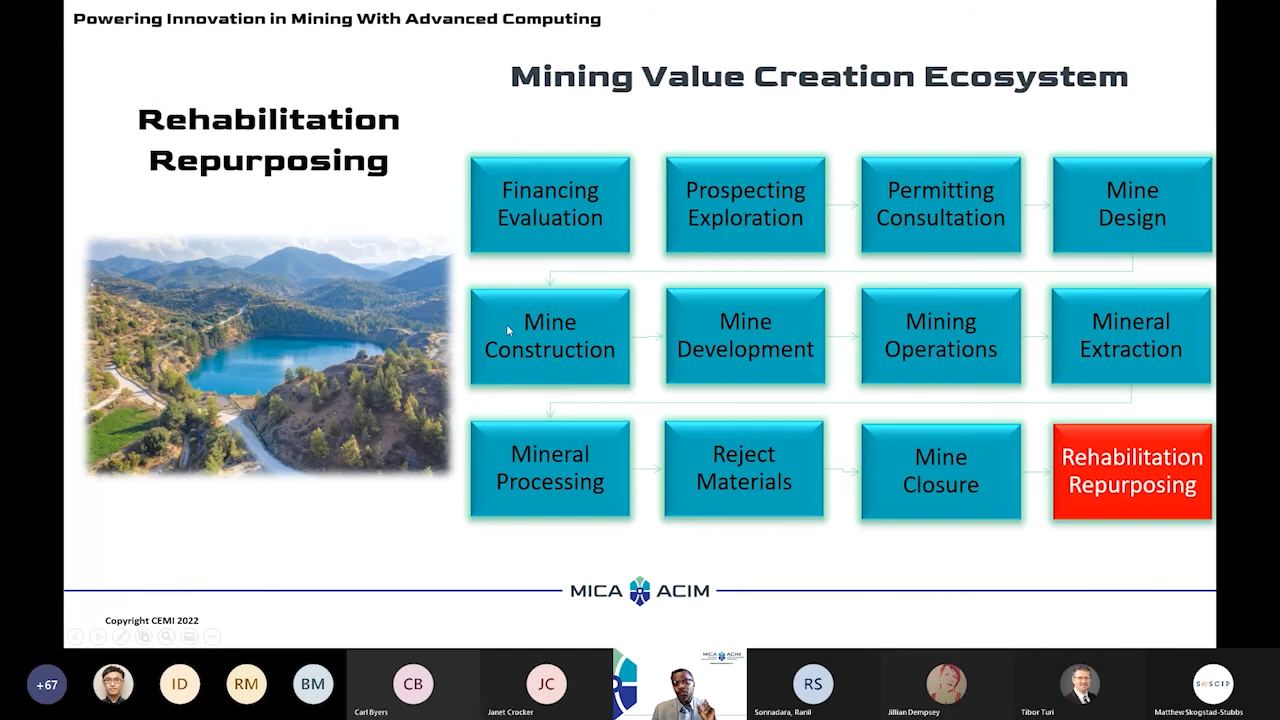 Powering Innovation in Mining With Advanced Computing
Mining Value Creation Ecosystem
Rehabilitation
Repurposing
Financing
Evaluation
Prospecting
Exploration
Permitting
Consultation
Mine
Design
Mine
Construction
Mine
Development
Mining
Operations
Mineral
Extraction
Mineral
Processing
Reject
Materials
Mine
Closure
Rehabilitation
Repurposing
MICA ACIM
Copyright CEMI 2022
+67
ID
RM
BM
CB
Carl Byers
JC
Janet Crocker
MICA ACIM
RS
Sonnadara, Ranil
Jillian Dempsey
Tibor Turi
SOSCIP
Matthew Skogstad-Stubbs